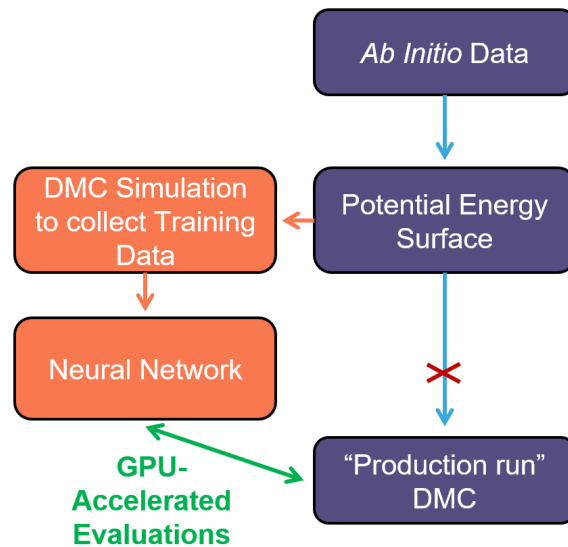 Ab Initio Data
DMC Simulation
to collect Training
Data
Potential Energy
Surface
Neural Network
GPU-
Accelerated
Evaluations
“Production run”
DMC